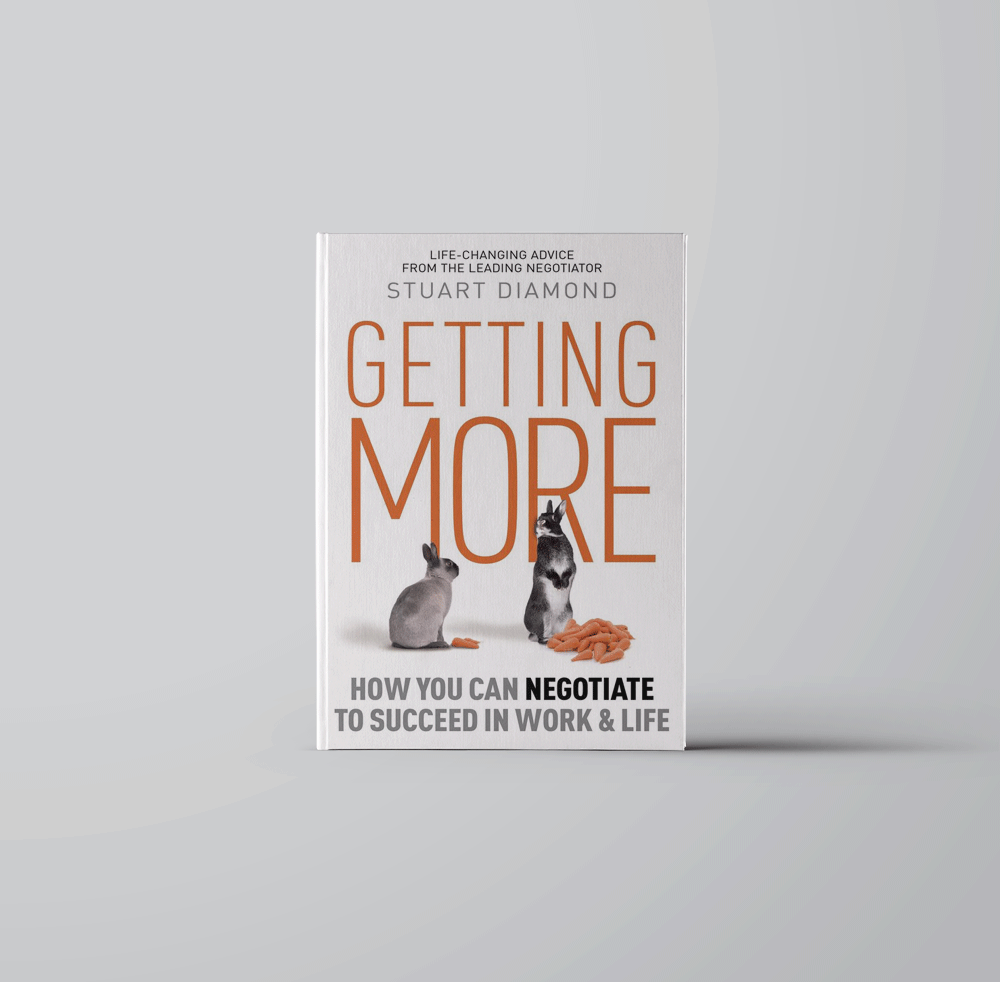 LIFE-CHANGING ADVICE
FROM THE LEADING NEGOTIATOR
STUART DIAMOND
GETTING
MORE
HOW YOU CAN NEGOTIATE
TO SUCCEED IN WORK & LIFE